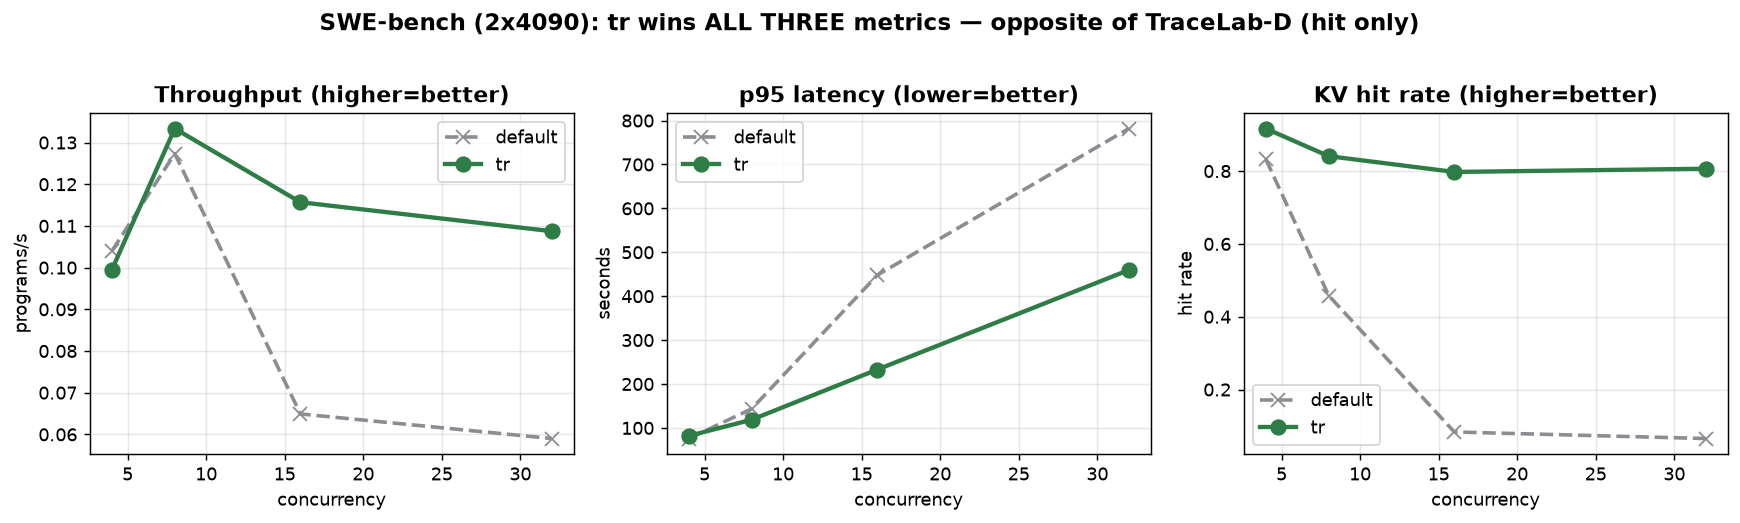 SWE-bench (2x4090): tr wins ALL THREE metrics — opposite of TraceLab-D (hit only)
Throughput (higher=better)
programs/s
0.13
0.12
0.11
0.10
0.09
0.08
0.07
0.06
5 10 15 20 25 30
concurrency
default
tr
p95 latency (lower=better)
seconds
800
700
600
500
400
300
200
100
5 10 15 20 25 30
concurrency
default
tr
KV hit rate (higher=better)
hit rate
0.8
0.6
0.4
0.2
5 10 15 20 25 30
concurrency
default
tr